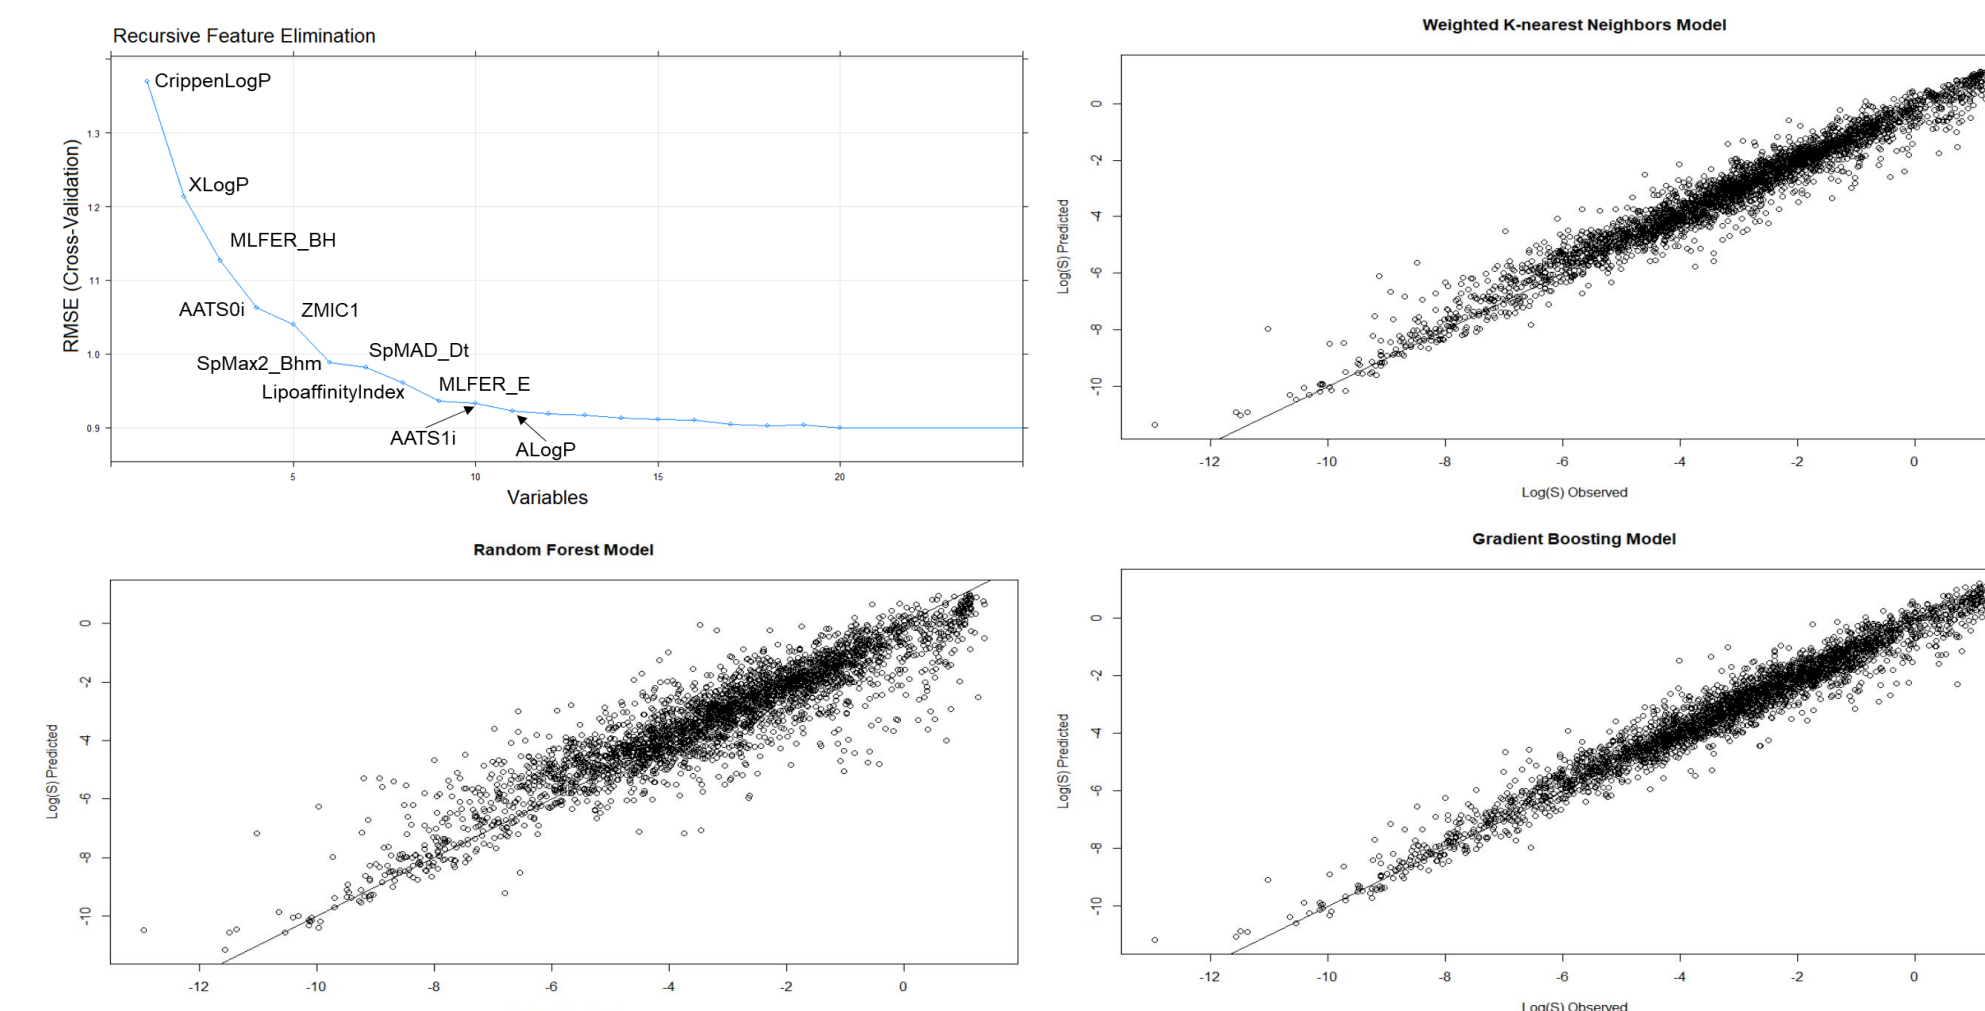 Recursive Feature Elimination
RMSE (Cross-Validation)
1.3
1.2
1.1
1.0
0.9
CrippenLogP
XLogP
MLFER_BH
AATS0i
ZMIC1
SpMax2_Bhm
SpMAD_Dt
LipoaffinityIndex
MLFER_E
AATS1i
ALogP
5
10
15
20
Variables
Weighted K-nearest Neighbors Model
Log(S) Predicted
0
-2
-4
-6
-8
-10
-12
-10
-8
-6
-4
-2
0
Log(S) Observed
Random Forest Model
Log(S) Predicted
0
-2
-4
-6
-8
-10
-12
-10
-8
-6
-4
-2
0
Gradient Boosting Model
Log(S) Predicted
0
-2
-4
-6
-8
-10
-12
-10
-8
-6
-4
-2
0
Log(S) Observed